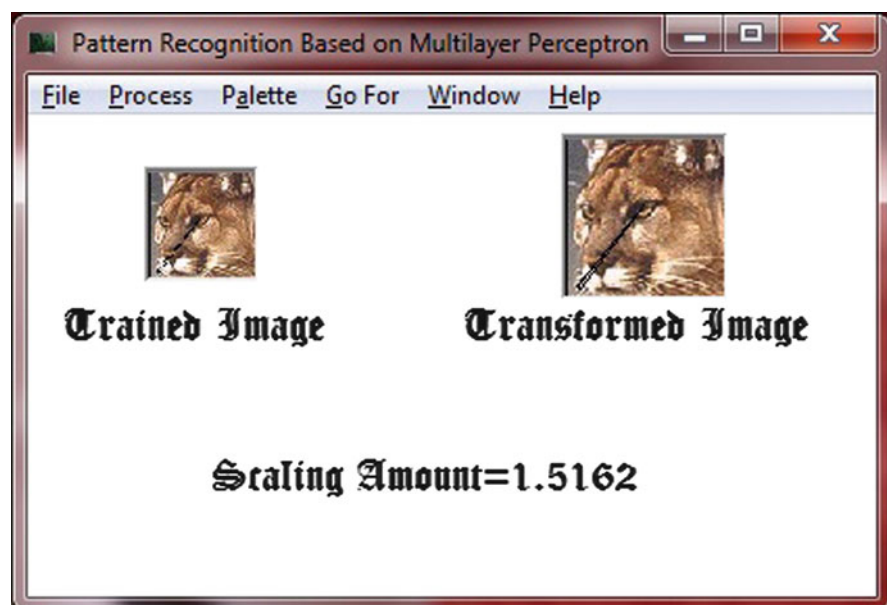 Pattern Recognition Based on Multilayer Perceptron
File Process Palette Go For Window Help
Trained Image Transformed Image
Scaling Amount=1.5162